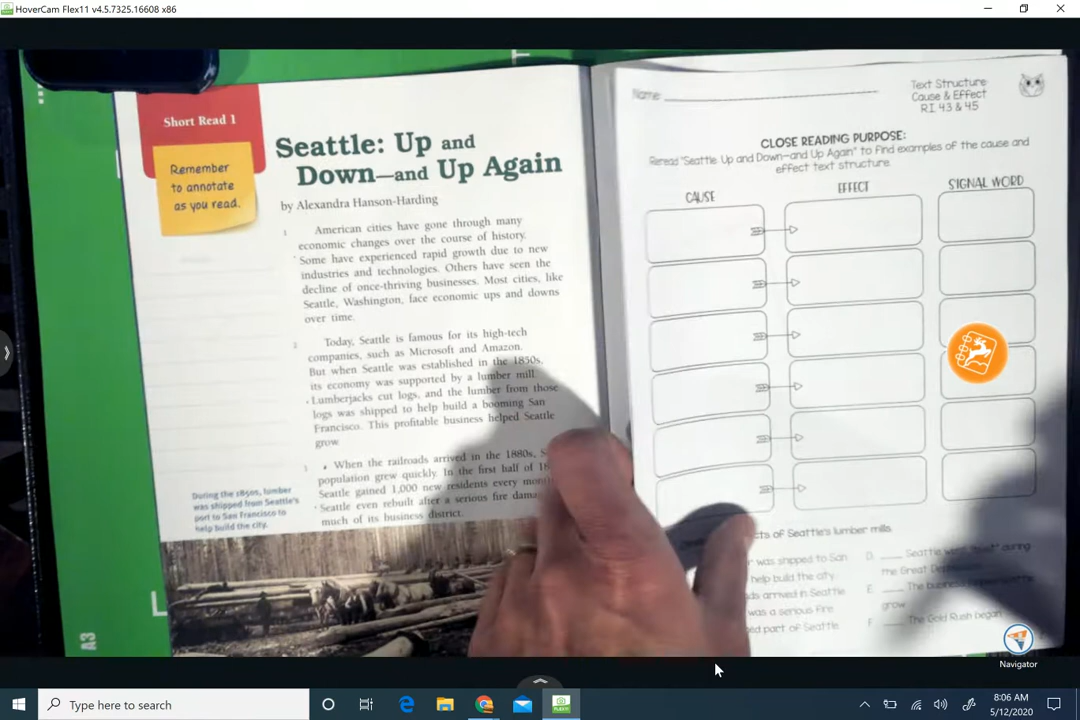 HoverCam Flex11 v4.5.7325.16608 x86
Short Read 1
Remember
to annotate
as you read.
Seattle: Up and
Down—and Up Again
by Alexandra Hanson-Harding
1 American cities have gone through many
economic changes over the course of history.
Some have experienced rapid growth due to new
industries and technologies. Others have seen the
decline of once-thriving businesses. Most cities, like
Seattle, Washington, face economic ups and downs
over time.
2 Today, Seattle is famous for its high-tech
companies, such as Microsoft and Amazon.
But when Seattle was established in the 1850s,
its economy was supported by a lumber mill.
Lumberjacks cut logs, and the lumber from those
logs was shipped to help build a booming San
Francisco. This profitable business helped Seattle
grow
3 When the railroads arrived in the 1880s,
population grew quickly. In the first half of
Seattle gained 1,000 new residents every
Seattle even rebuilt after a serious fire
much of its business district.
During the 1850s, lumber
was shipped from Seattle's
port to San Francisco to
help build the city.
A3
Name:
Text Structure
Cause & Effect
R.I. 4.3 & 4.5
CLOSE READING PURPOSE:
Reread "Seattle Up and Down—and Up Again" to find examples of the cause and
effect text structure.
CAUSE
EFFECT
SIGNAL WORD
of Seattle's lumber mills.
was shipped to San
help build the city.
arrived in Seattle
was a serious fire
part of Seattle
D. Seattle went during
the Great
E. The business
grow
F. The Gold Rush began
Navigator
Type here to search
8:06 AM
5/12/2020